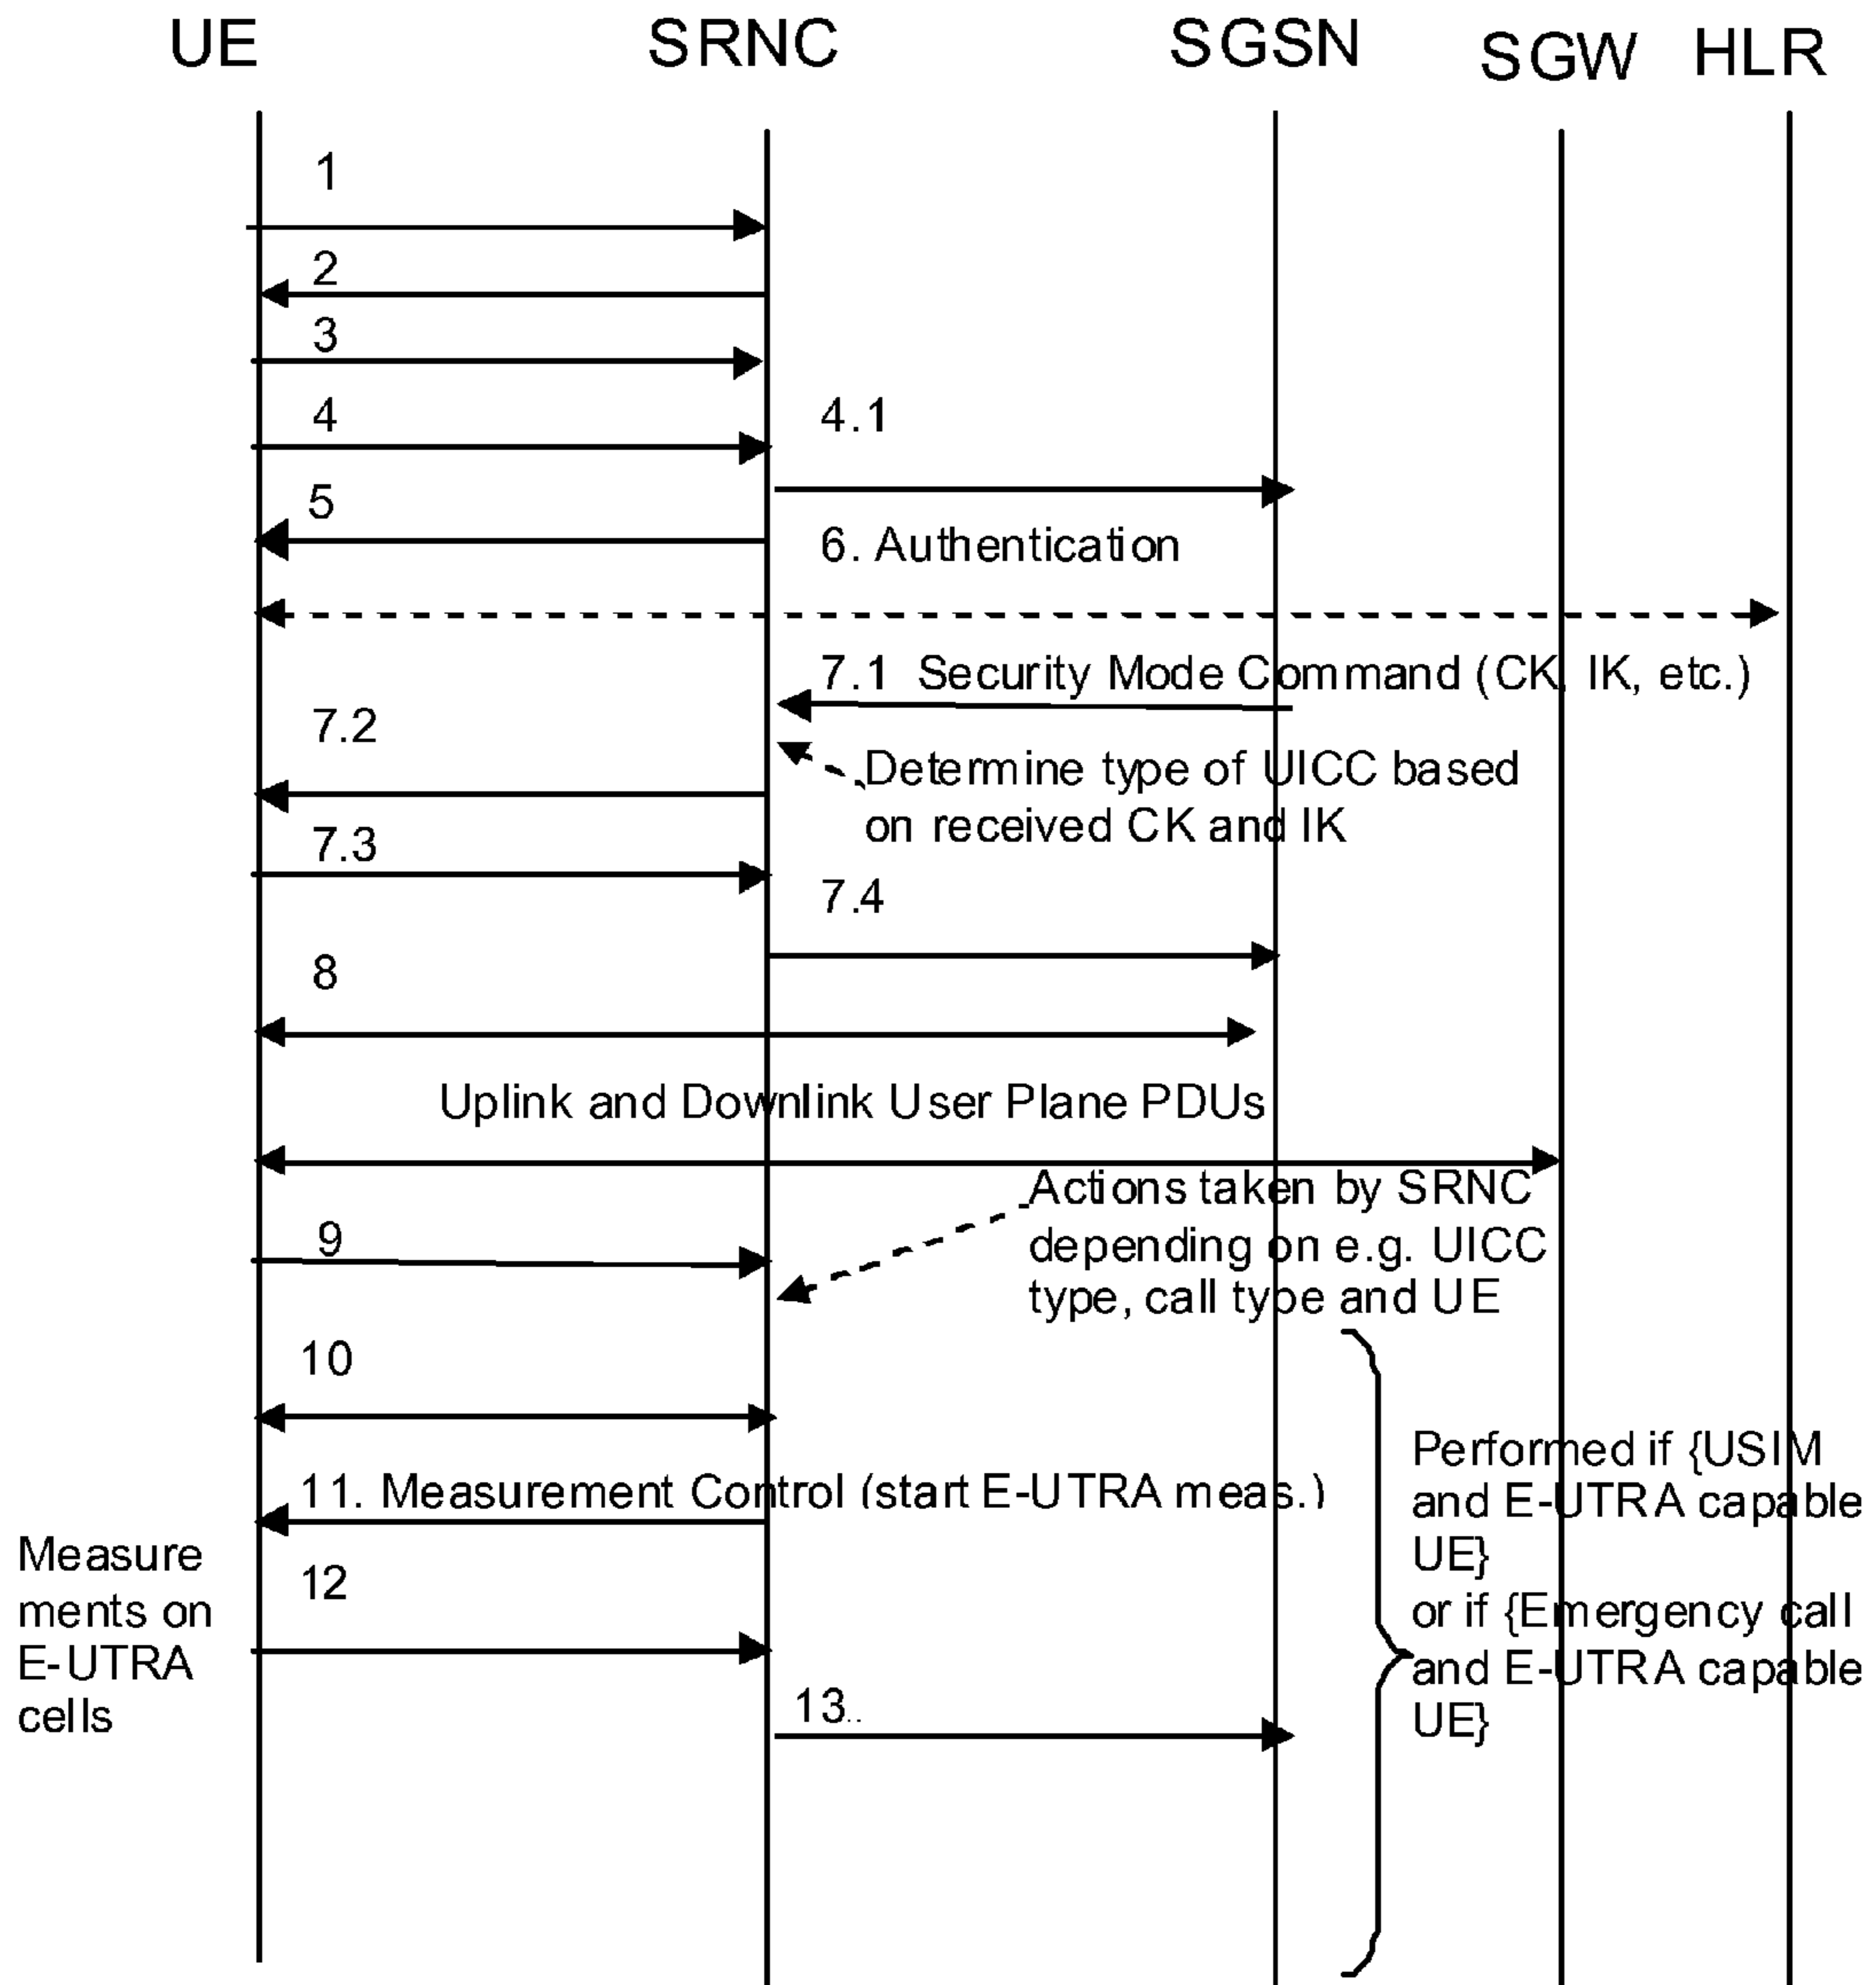 UE SRNC SGSN SGW HLR
1
2
3
4 4.1
5
6. Authentication
7.1 Security Mode Command (CK, IK, etc.)
7.2
Determine type of UICC based
on received CK and IK
7.3
7.4
8
Uplink and Downlink User Plane PDUs
Actions taken by SRNC
depending on e.g. UICC
type, call type and UE
9
10
11. Measurement Control (start E-UTRA meas.)
Performed if {USIM
and E-UTRA capable
UE}
or if {Emergency call
and E-UTRA capable
UE}
Measure
ments on
E-UTRA
cells
12
13..